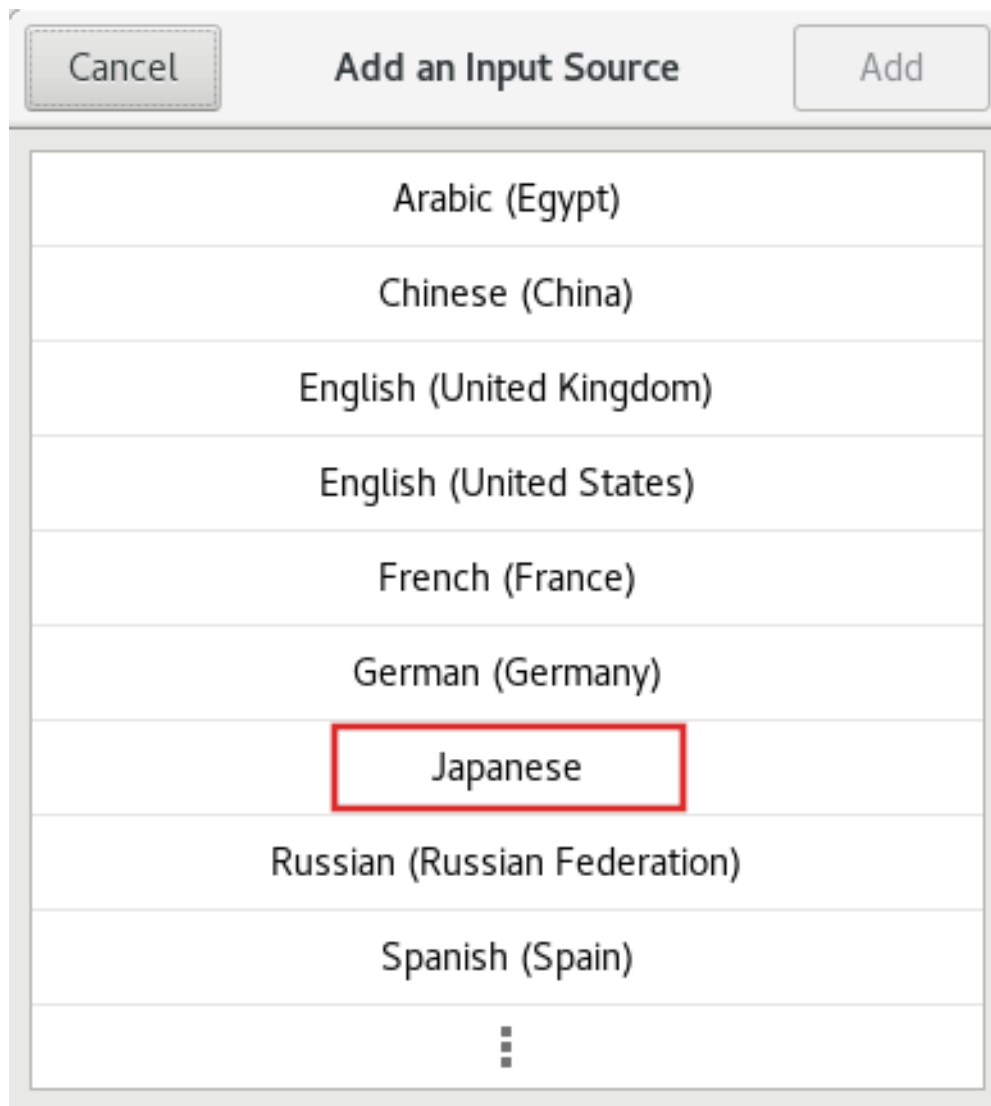 Cancel Add an Input Source Add
Arabic (Egypt)
Chinese (China)
English (United Kingdom)
English (United States)
French (France)
German (Germany)
Japanese
Russian (Russian Federation)
Spanish (Spain)